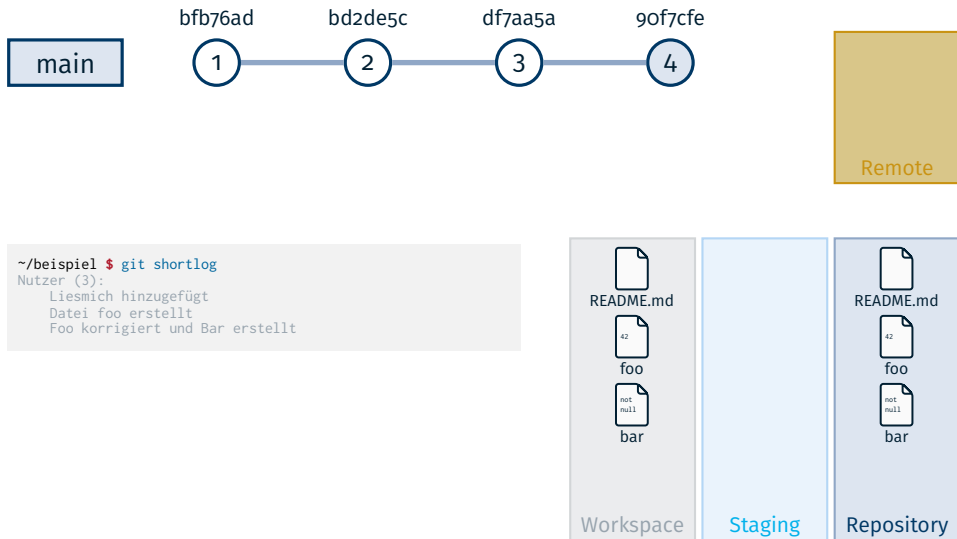 bfb76ad bd2de5c df7aa5a 90f7cfe
main 1 2 3 4
Remote
~/beispiel $ git shortlog
Nutzer (3):
Liesmich hinzugefügt
Datei foo erstellt
Foo korrigiert und Bar erstellt
README.md README.md
42 42
foo foo
not not
null null
bar bar
Workspace Staging Repository